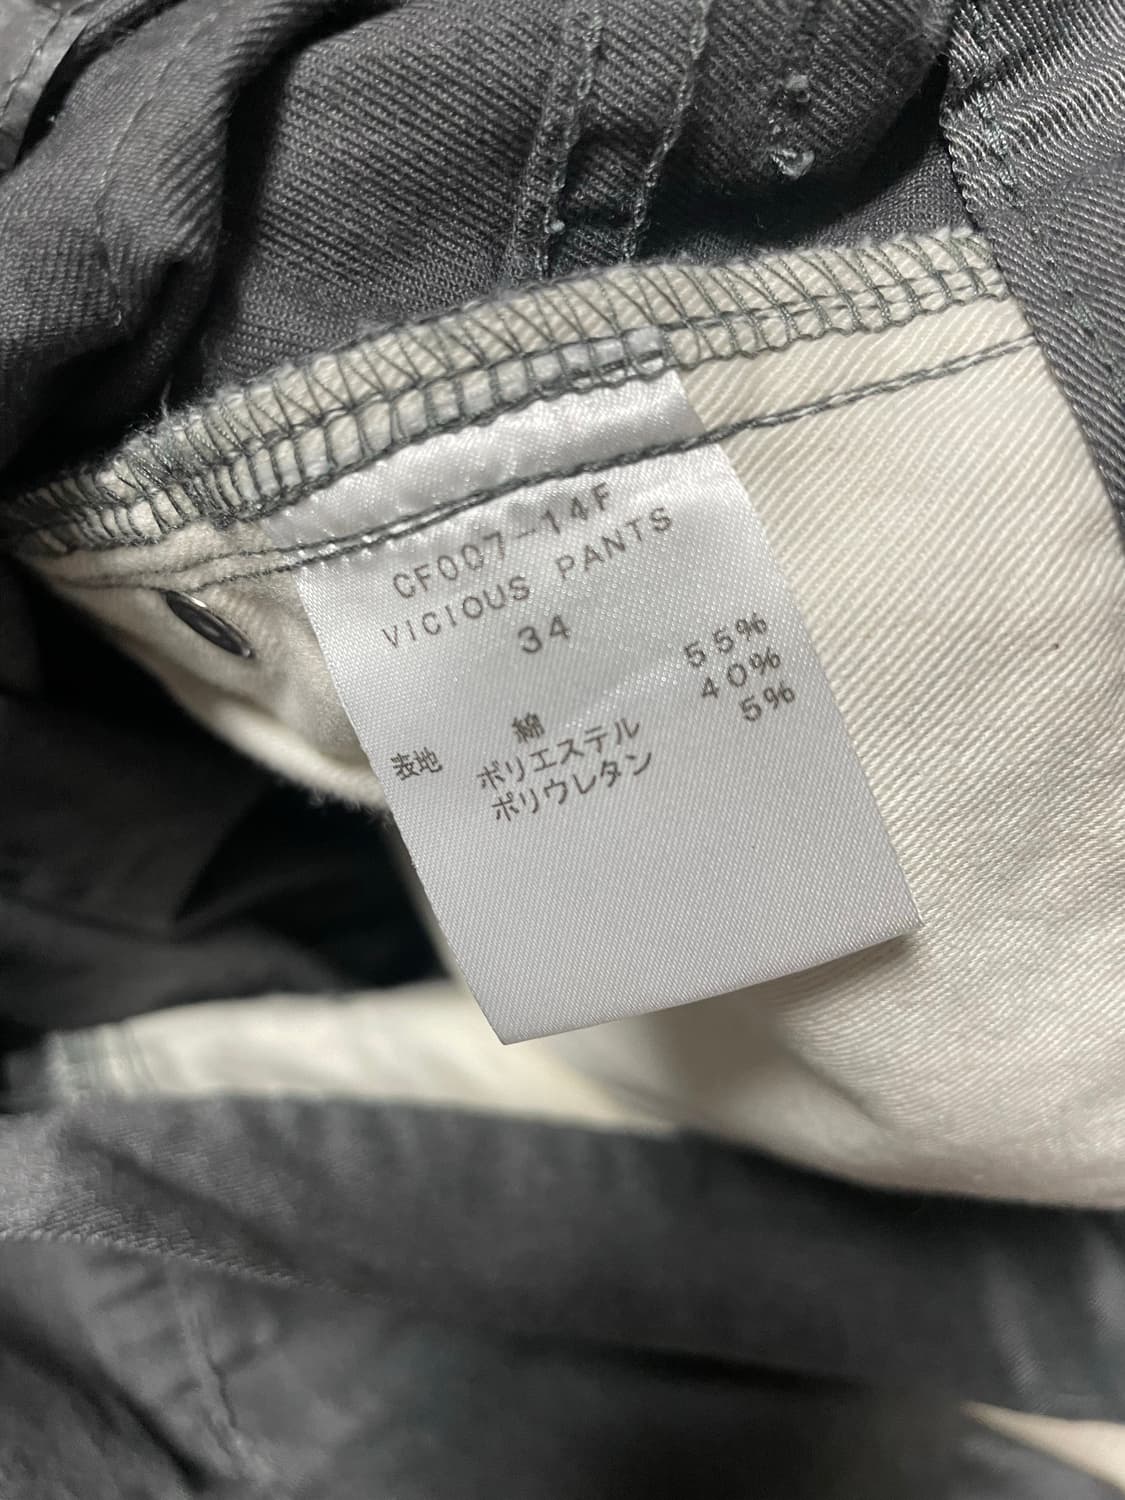 CF007-14F
VICIOUS PANTS
34
表地 綿 55%
ポリエステル 40%
ポリウレタン 5%